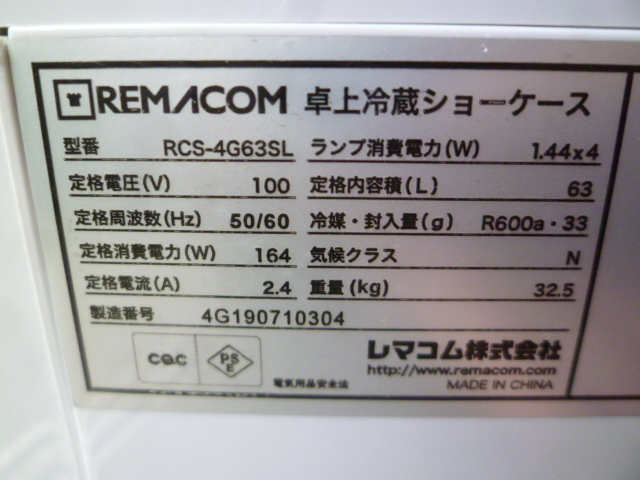 REMACOM 卓上冷蔵ショーケース
型番 RCS-4G63SL ランプ消費電力(W) 1.44x4
定格電圧(V) 100 定格内容積(L) 63
定格周波数(Hz) 50/60 冷媒・封入量(g) R600a・33
定格消費電力(W) 164 気候クラス N
定格電流(A) 2.4 重量(kg) 32.5
製造番号 4G190710304
cqc PS E 電気用品安全法
レマコム株式会社
http://www.remacom.com/
MADE IN CHINA